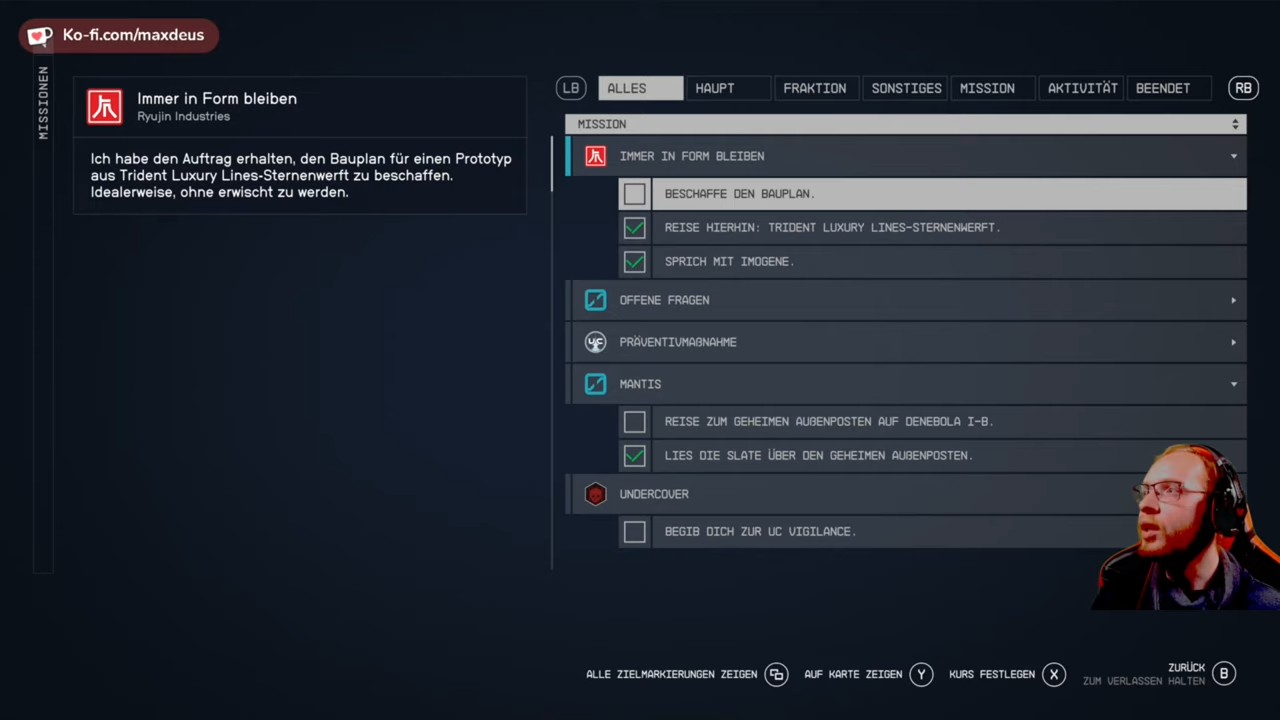 Ko-fi.com/maxdeus
MISSIONEN
Immer in Form bleiben
Ryujin Industries
Ich habe den Auftrag erhalten, den Bauplan für einen Prototyp
aus Trident Luxury Lines-Sternenwerft zu beschaffen.
Idealerweise, ohne erwischt zu werden.
LB
ALLES
HAUPT
FRAKTION
SONSTIGES
MISSION
AKTIVITÄT
BEENDET
RB
MISSION
IMMER IN FORM BLEIBEN
BESCHAFFE DEN BAUPLAN.
REISE HIERHIN: TRIDENT LUXURY LINES-STERNENWERFT.
SPRICH MIT IMOGENE.
OFFENE FRAGEN
UC
PRÄVENTIVMAßNAHME
MANTIS
REISE ZUM GEHEIMEN AUßENPOSTEN AUF DENEBOLA I-B.
LIES DIE SLATE ÜBER DEN GEHEIMEN AUßENPOSTEN.
UNDERCOVER
BEGIB DICH ZUR UC VIGILANCE.
ALLE ZIELMARKIERUNGEN ZEIGEN
AUF KARTE ZEIGEN Y
KURS FESTLEGEN X
ZURÜCK B
ZUM VERLASSEN HALTEN